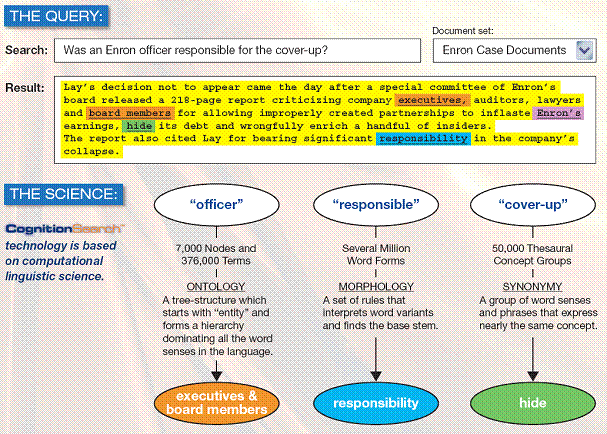 THE QUERY:
Document set:
Search: Was an Enron officer responsible for the cover-up? Enron Case Documents
Result: Lay's decision not to appear came the day after a special committee of Enron's
board released a 218-page report criticizing company executives, auditors, lawyers
and board members for allowing improperly created partnerships to inflaste Enron's
earnings, hide its debt and wrongfully enrich a handful of insiders.
The report also cited Lay for bearing significant responsibility in the company's
collapse.
THE SCIENCE:
CognitionSearch™
technology is based
on computational
linguistic science.
"officer"
7,000 Nodes and
376,000 Terms
ONTOLOGY
A tree-structure which
starts with "entity" and
forms a hierarchy
dominating all the word
senses in the language.
executives &
board members
"responsible"
Several Million
Word Forms
MORPHOLOGY
A set of rules that
interprets word variants
and finds the base stem.
responsibility
"cover-up"
50,000 Thesaural
Concept Groups
SYNONYMY
A group of word senses
and phrases that express
nearly the same concept.
hide